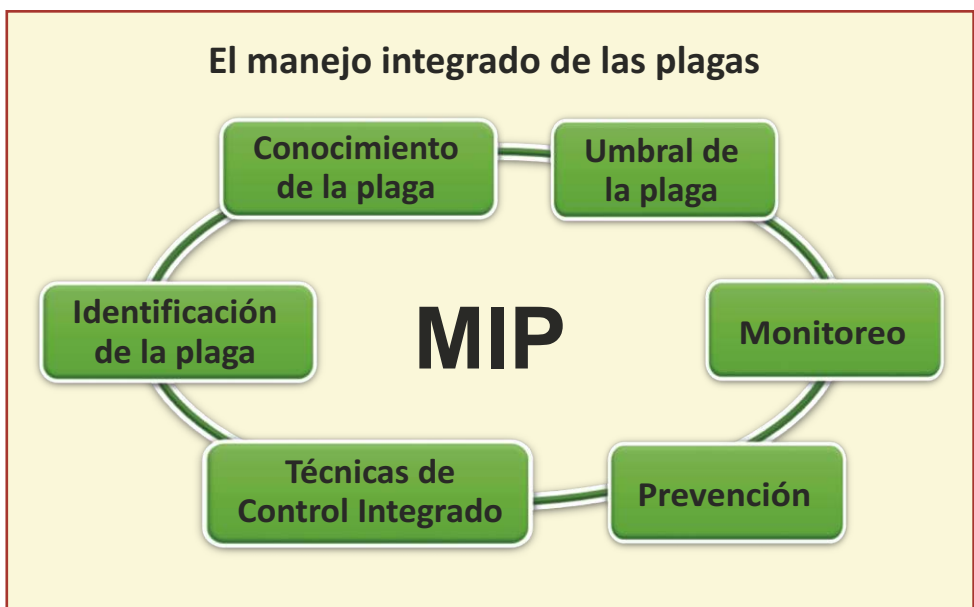 El manejo integrado de las plagas
Conocimiento
de la plaga
Umbral de
la plaga
Identificación
de la plaga
MIP
Monitoreo
Técnicas de
Control Integrado
Prevención